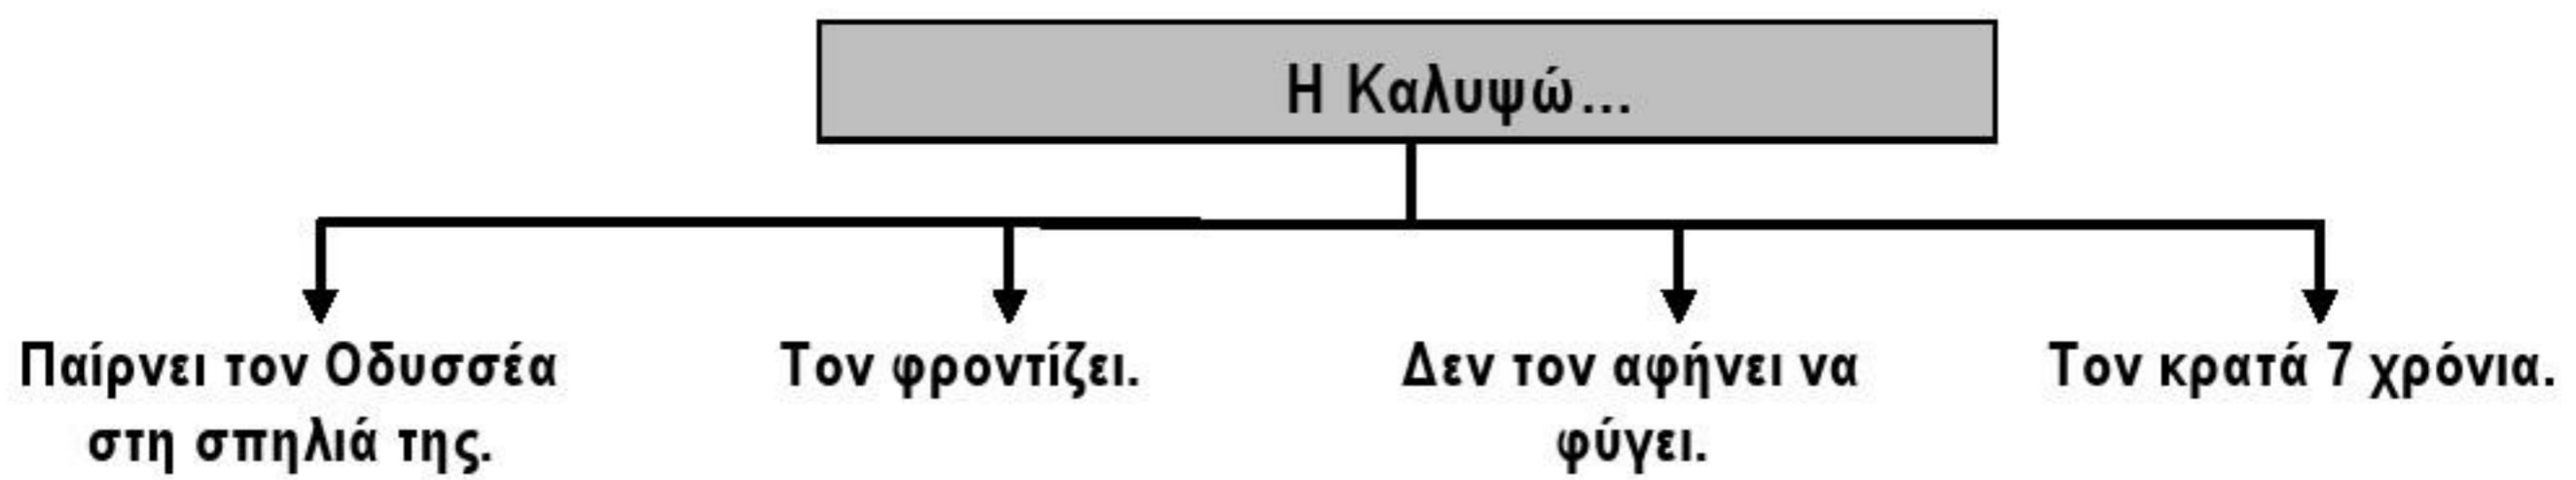 Η Καλυψώ...
Παίρνει τον Οδυσσέα
στη σπηλιά της.
Τον φροντίζει.
Δεν τον αφήνει να
φύγει.
Τον κρατά 7 χρόνια.